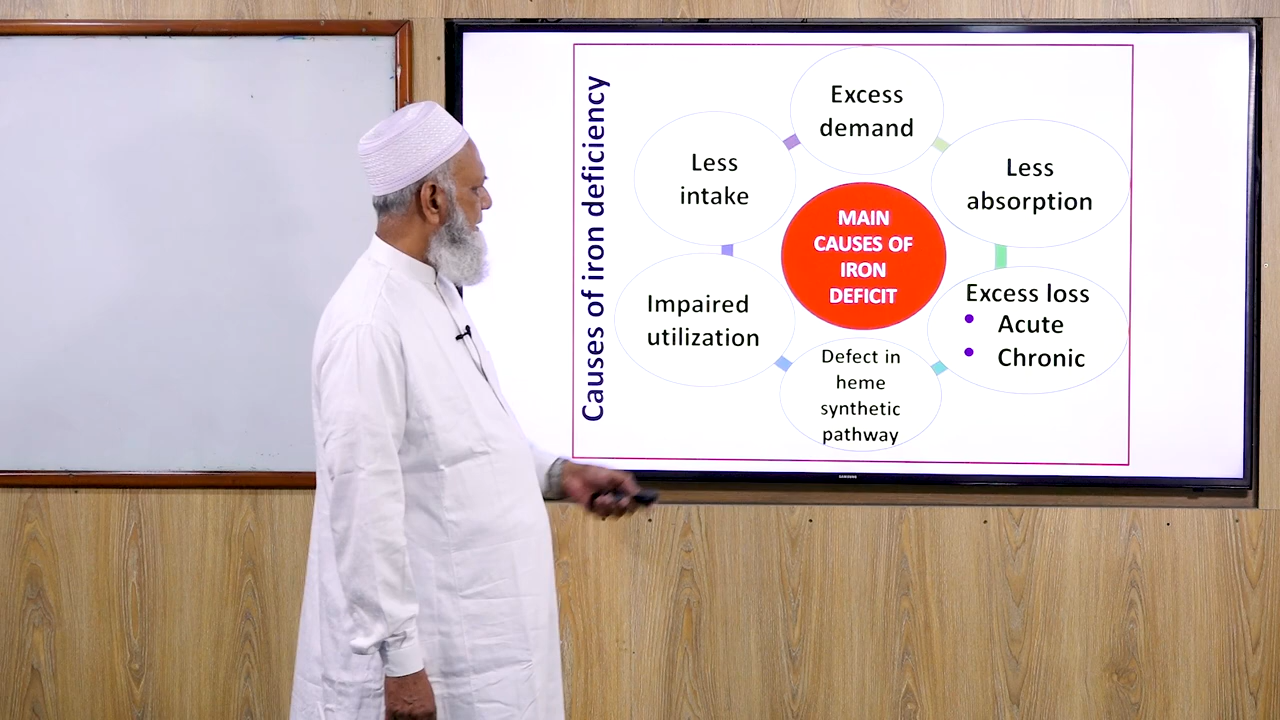 Causes of iron deficiency
Excess
demand
Less
absorption
Excess loss
• Acute
• Chronic
Defect in
heme
synthetic
pathway
Impaired
utilization
Less
intake
MAIN
CAUSES OF
IRON
DEFICIT
SAMSUNG